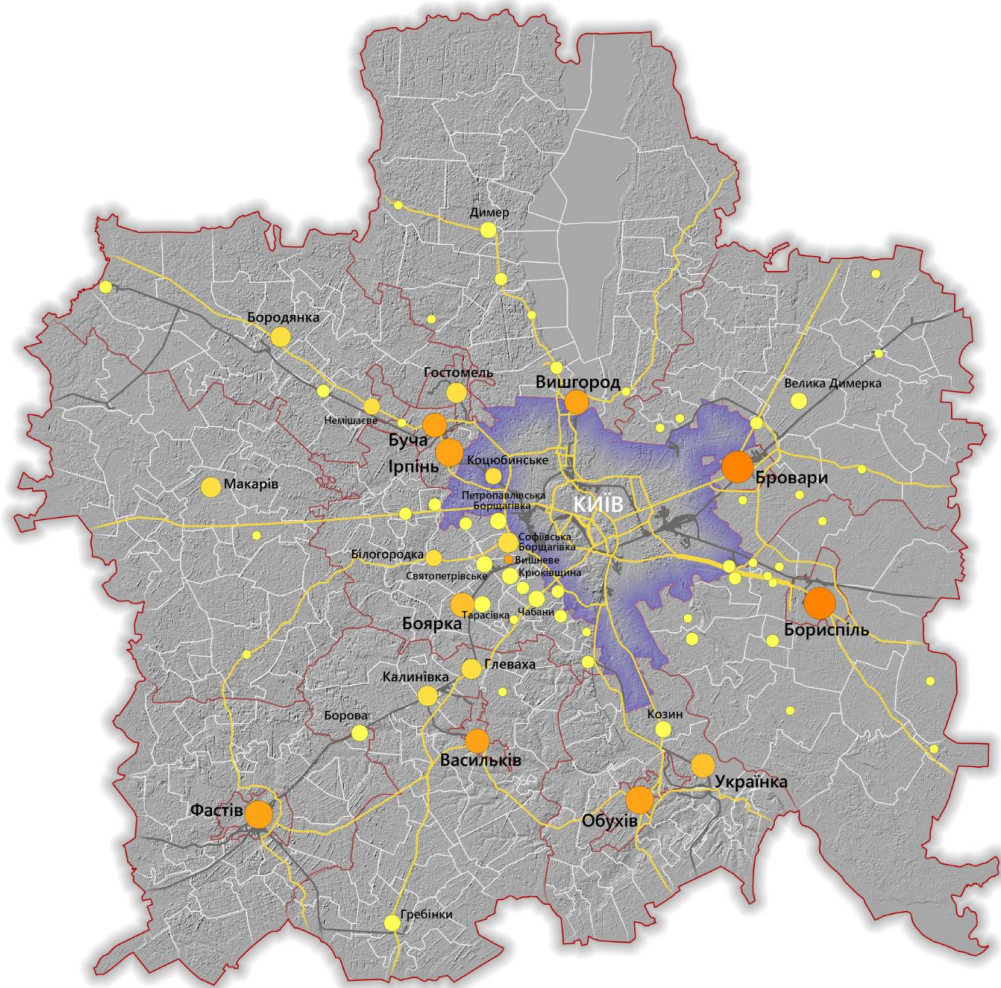 Димер
Бородянка
Гостомель
Вишгород
Велика Димерка
Немішаєве
Буча
Ірпінь
Коцюбинське
Бровари
Макарів
Петропавлівська
Борщагівка
КИЇВ
Софіївська
Борщагівка
Білогородка
Вишневе
Святопетрівське
Крюківщина
Боярка
Тарасівка
Чабани
Бориспіль
Глеваха
Калинівка
Борова
Козин
Васильків
Українка
Фастів
Обухів
Гребінки